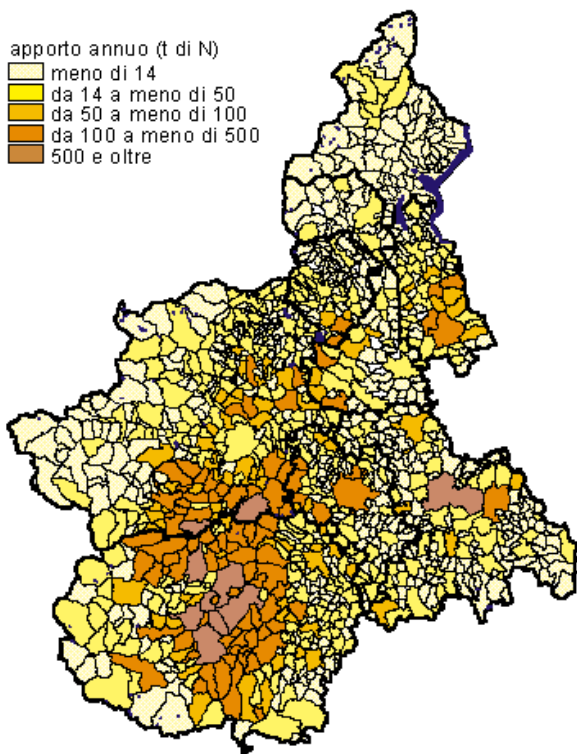 apporto annuo (t di N)
meno di 14
da 14 a meno di 50
da 50 a meno di 100
da 100 a meno di 500
500 e oltre